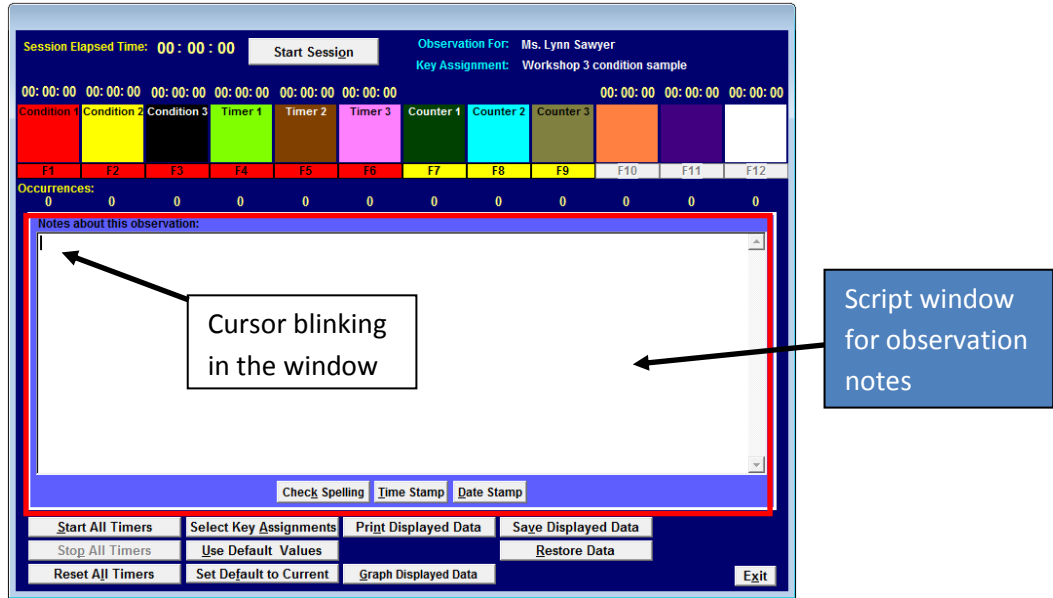 Session Elapsed Time: 00: 00 : 00 Start Session Observation For: Ms. Lynn Sawyer
Key Assignment: Workshop 3 condition sample
00: 00: 00 00: 00: 00 00: 00: 00 00: 00: 00 00: 00: 00 00: 00: 00 00: 00: 00 00: 00: 00 00: 00: 00
Condition 1 Condition 2 Condition 3 Timer 1 Timer 2 Timer 3 Counter 1 Counter 2 Counter 3
F1 F2 F3 F4 F5 F6 F7 F8 F9 F10 F11 F12
Occurrences:
0 0 0 0 0 0 0 0 0 0 0 0
Notes about this observation:
Cursor blinking
in the window
Script window
for observation
notes
Check Spelling Time Stamp Date Stamp
Start All Timers Select Key Assignments Print Displayed Data Save Displayed Data
Stop All Timers Use Default Values Restore Data
Reset All Timers Set Default to Current Graph Displayed Data Exit